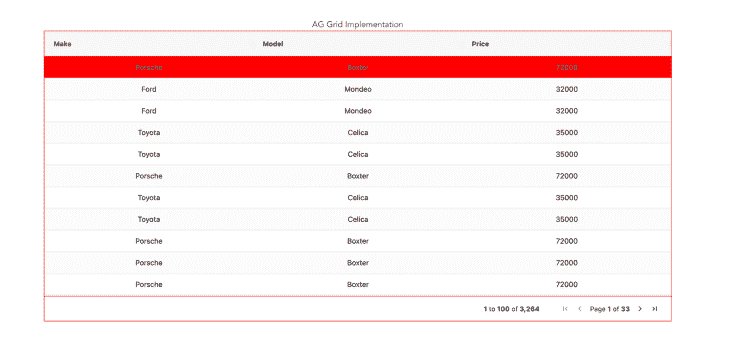 AG Grid Implementation
Make Model Price
Porsche Boxter 72000
Ford Mondeo 32000
Ford Mondeo 32000
Toyota Celica 35000
Toyota Celica 35000
Porsche Boxter 72000
Toyota Celica 35000
Toyota Celica 35000
Porsche Boxter 72000
Porsche Boxter 72000
Porsche Boxter 72000
1 to 100 of 3,264 Page 1 of 33